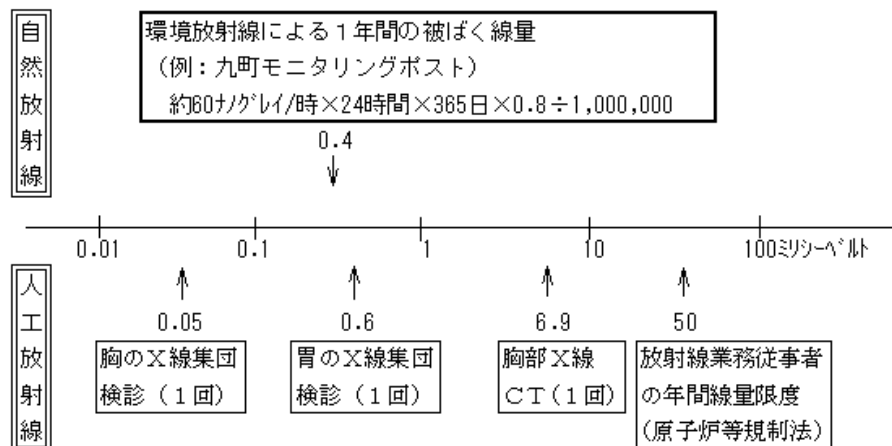 自然放射線
環境放射線による１年間の被ばく線量
（例：九町モニタリングポスト）
約60ﾅﾉｸﾞﾚｲ/時×24時間×365日×0.8÷1,000,000
0.4
↓
0.01 0.1 1 10 100ﾐﾘｼｰﾍﾞﾙﾄ
人工放射線
↑ ↑ ↑ ↑
0.05 0.6 6.9 50
胸のＸ線集団
検診（１回）
胃のＸ線集団
検診（１回）
胸部Ｘ線
ＣＴ(１回)
放射線業務従事者
の年間線量限度
(原子炉等規制法)